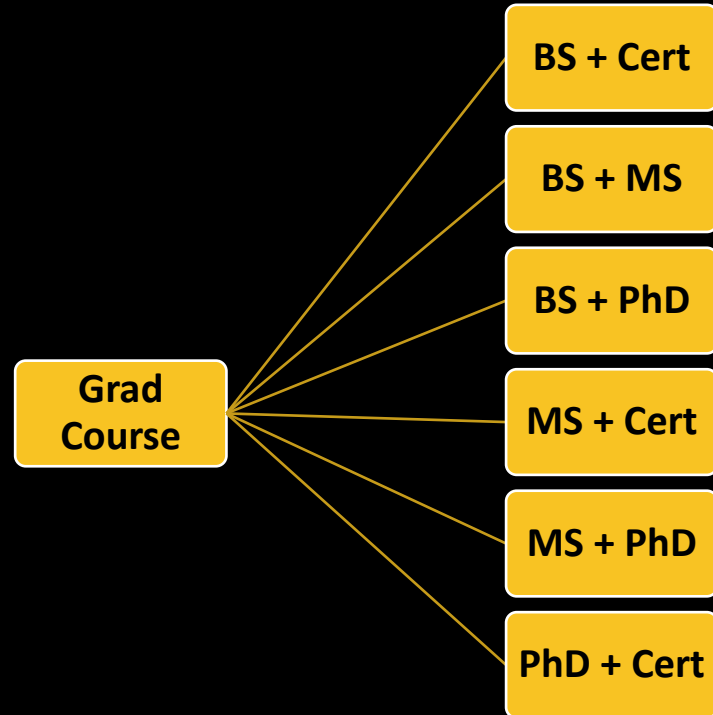 BS + Cert
BS + MS
BS + PhD
Grad
Course
MS + Cert
MS + PhD
PhD + Cert